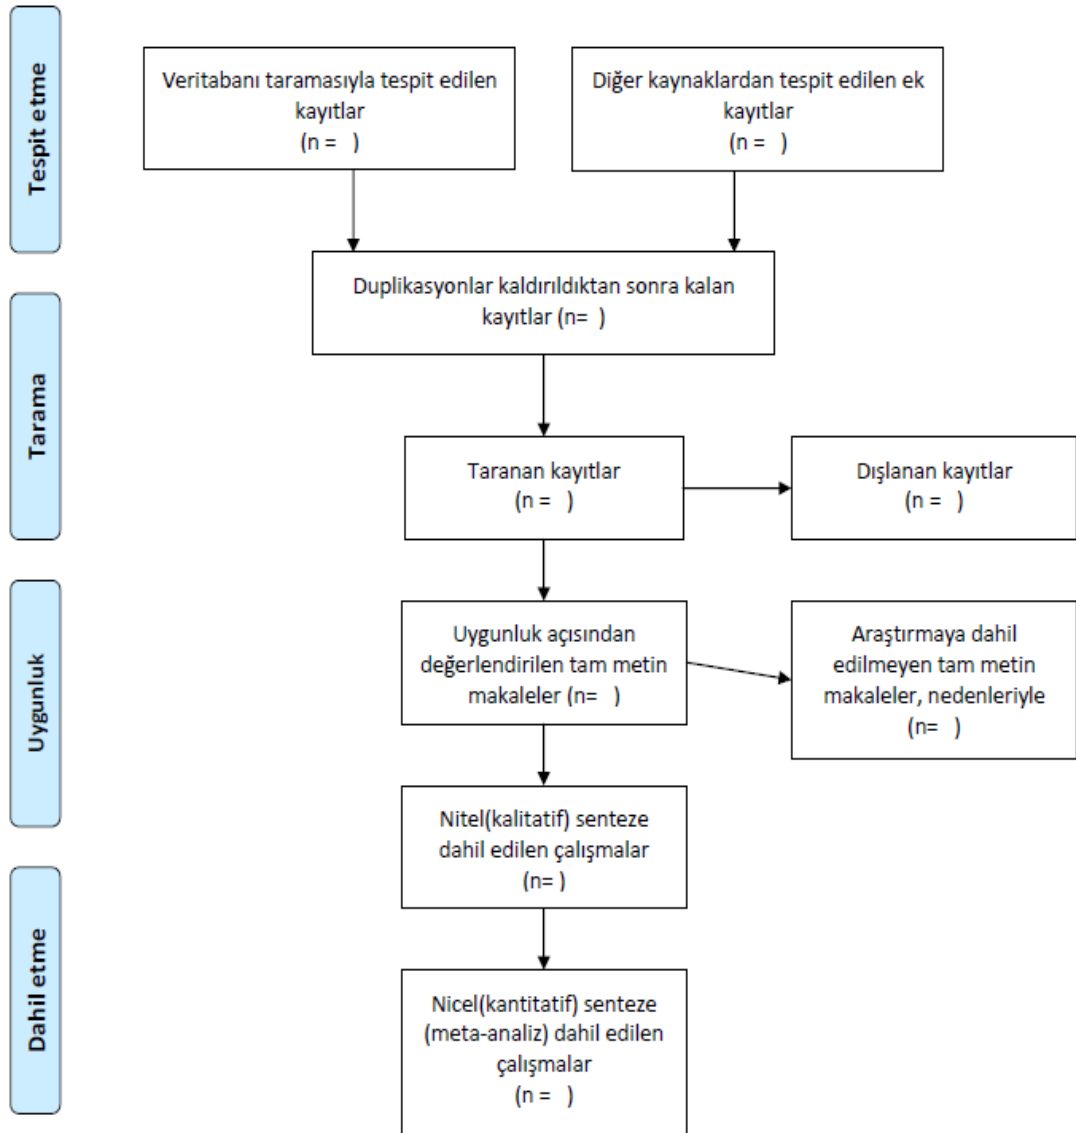 Tespit etme
Veritabanı taramasıyla tespit edilen
kayıtlar
(n =   )
Diğer kaynaklardan tespit edilen ek
kayıtlar
(n =   )
Duplikasyonlar kaldırıldıktan sonra kalan
kayıtlar (n=  )
Tarama
Taranan kayıtlar
(n =   )
Dışlanan kayıtlar
(n =   )
Uygunluk
Uygunluk açısından
değerlendirilen tam metin
makaleler (n=   )
Araştırmaya dahil
edilmeyen tam metin
makaleler, nedenleriyle
(n=   )
Nitel(kalitatif) senteze
dahil edilen çalışmalar
(n= )
Dahil etme
Nicel(kantitatif) senteze
(meta-analiz) dahil edilen
çalışmalar
(n =   )